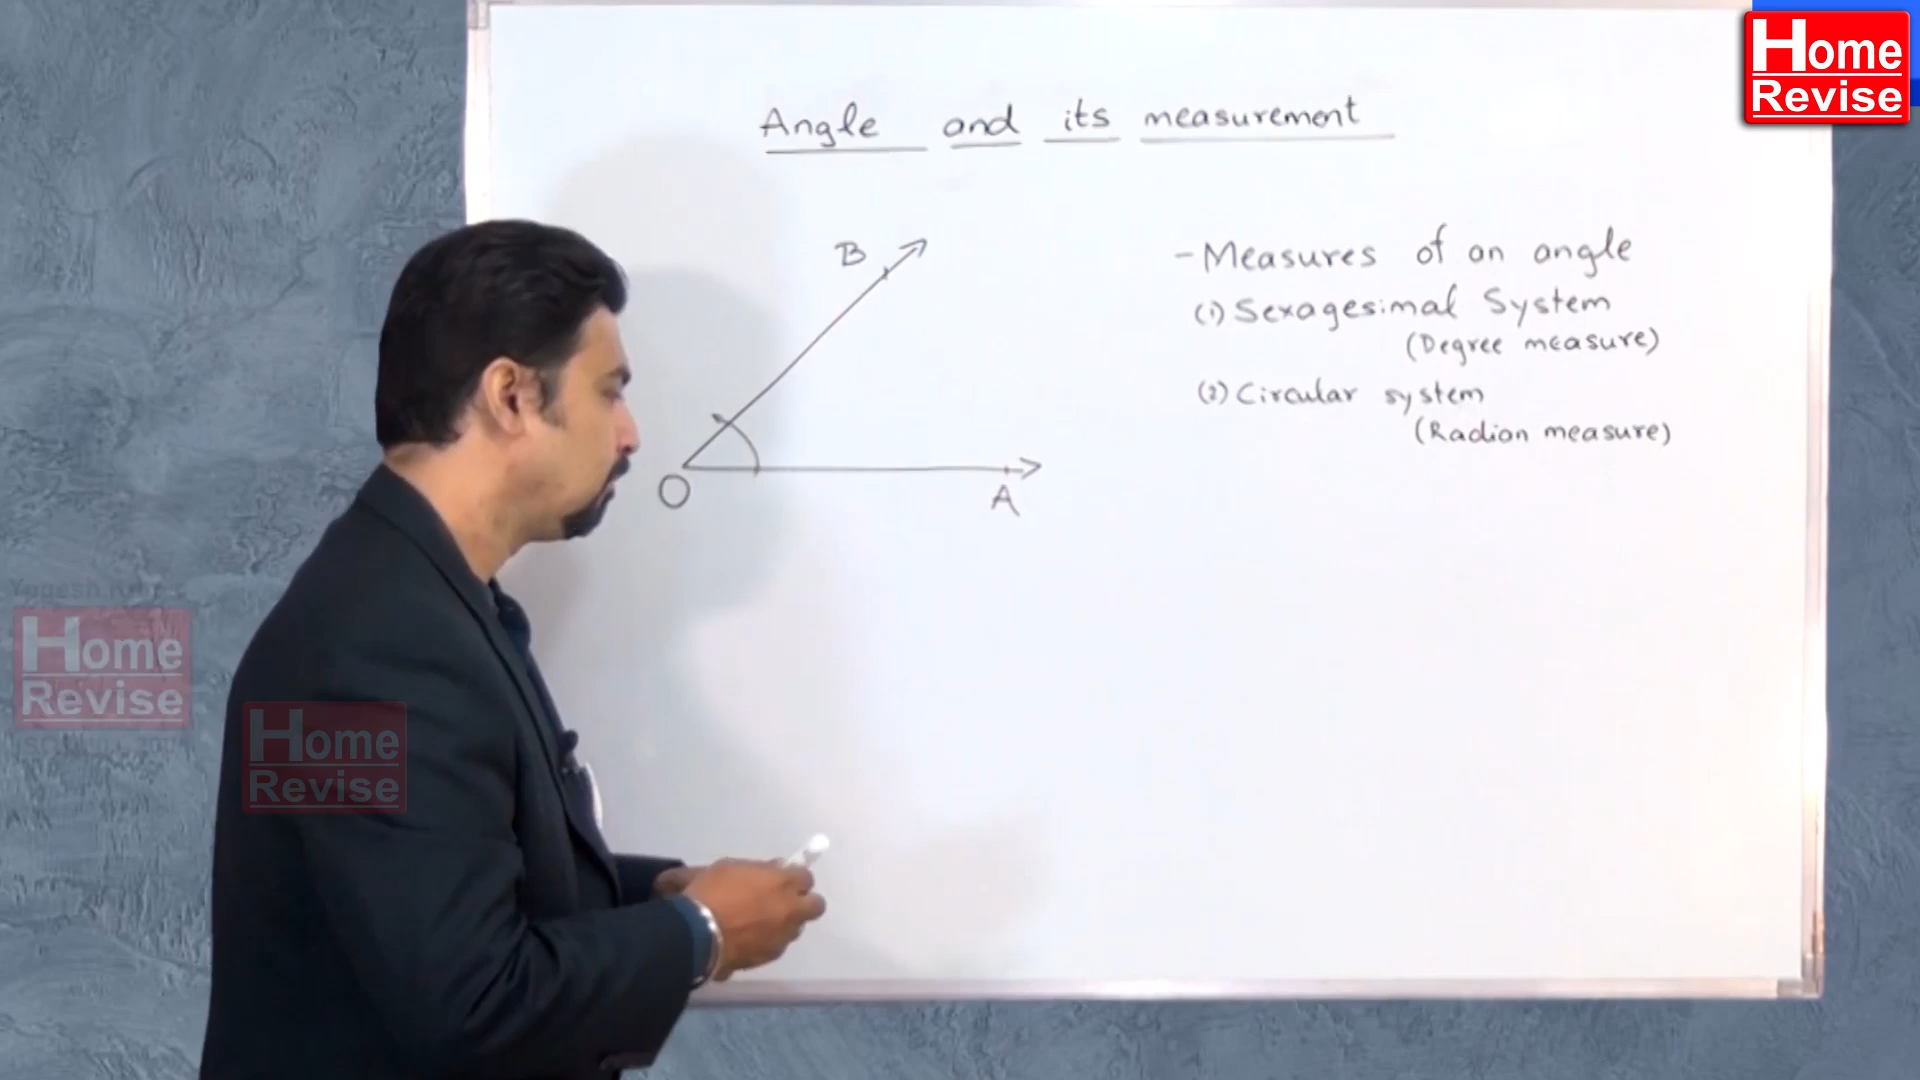 Home
Revise
Angle and its measurement
B
O
A
- Measures of an angle
(1) Sexagesimal System
(Degree measure)
(2) Circular system
(Radian measure)
Home
Revise
Home
Revise